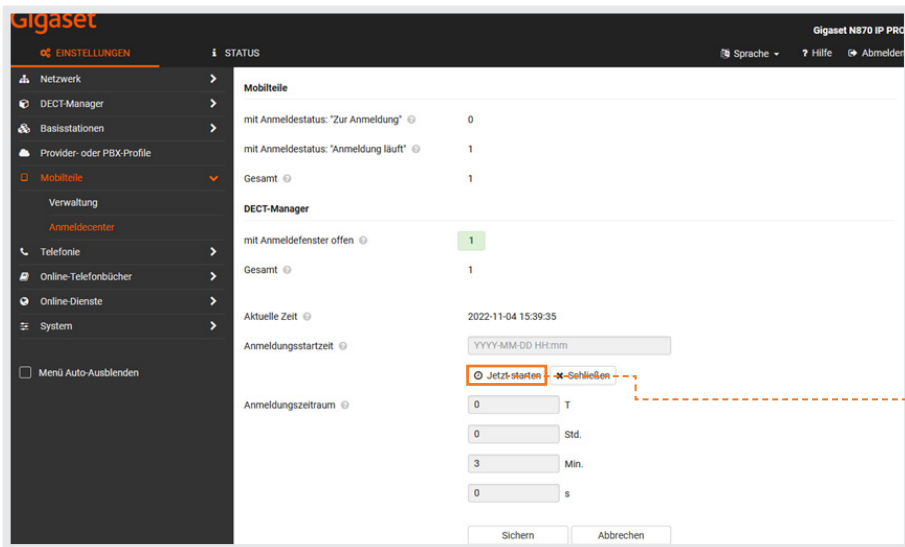 Gigaset
Gigaset N870 IP PRO
EINSTELLUNGEN
i STATUS
Sprache
? Hilfe
Abmelden
Netzwerk
DECT-Manager
Basisstationen
Provider- oder PBX-Profile
Mobilteile
Verwaltung
Anmeldecenter
Telefonie
Online-Telefonbücher
Online-Dienste
System
Menü Auto-Ausblenden
Mobilteile
mit Anmeldestatus: "Zur Anmeldung" 0
mit Anmeldestatus: "Anmeldung läuft" 1
Gesamt 1
DECT-Manager
mit Anmeldefenster offen 1
Gesamt 1
Aktuelle Zeit 2022-11-04 15:39:35
Anmeldungsstartzeit YYYY-MM-DD HH:mm
Jetzt starten Schließen
Anmeldungszeitraum 0 T
0 Std.
3 Min.
0 s
Sichern Abbrechen